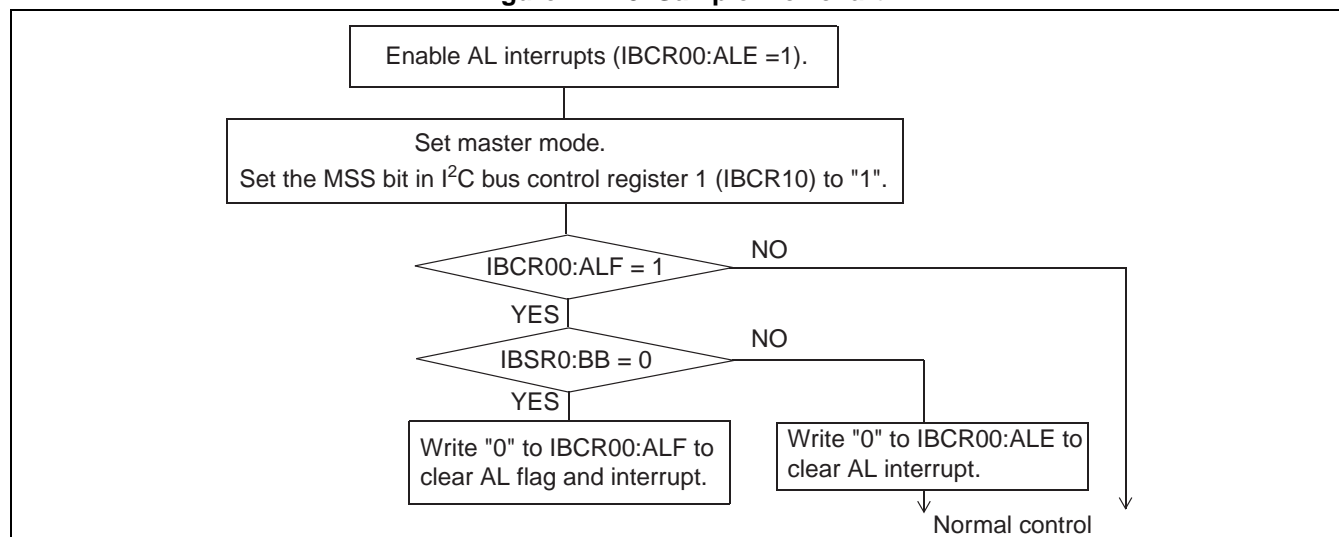 Enable AL interrupts (IBCR00:ALE =1).
Set master mode.
Set the MSS bit in I²C bus control register 1 (IBCR10) to "1".
IBCR00:ALF = 1
NO
YES
IBSR0:BB = 0
NO
YES
Write "0" to IBCR00:ALF to
clear AL flag and interrupt.
Write "0" to IBCR00:ALE to
clear AL interrupt.
Normal control